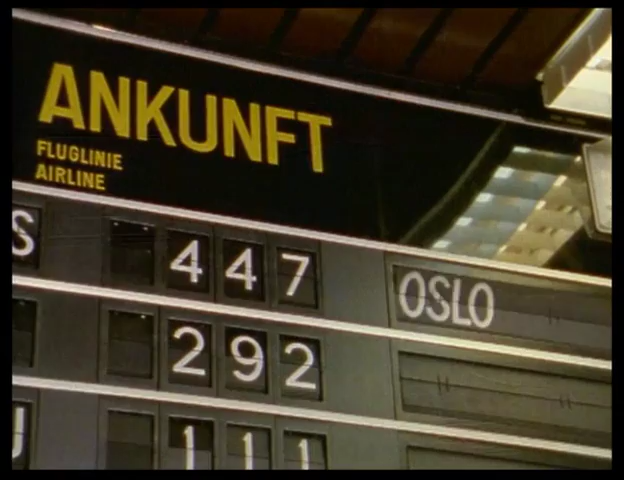 ANKUNFT
FLUGLINIE
AIRLINE
S 447 OSLO
292
111